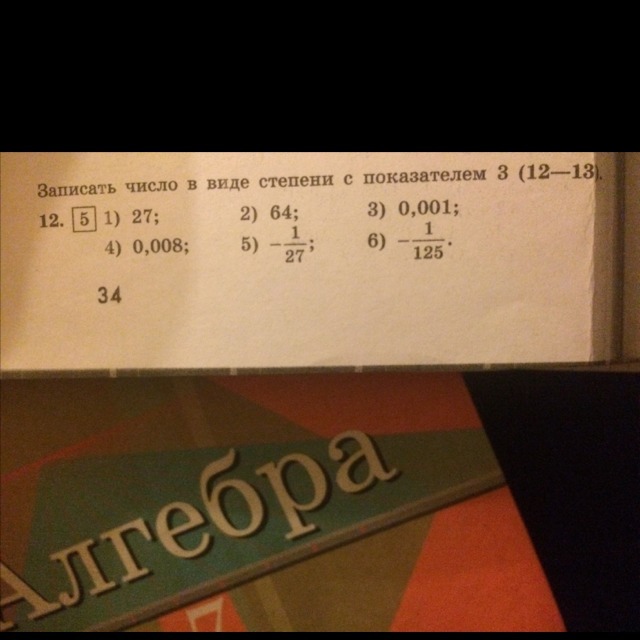 Записать число в виде степени с показателем 3 (12—13).
12. 5 1) 27; 2) 64; 3) 0,001;
4) 0,008; 5) −1/27; 6) −1/125.
34
Алгебра
7